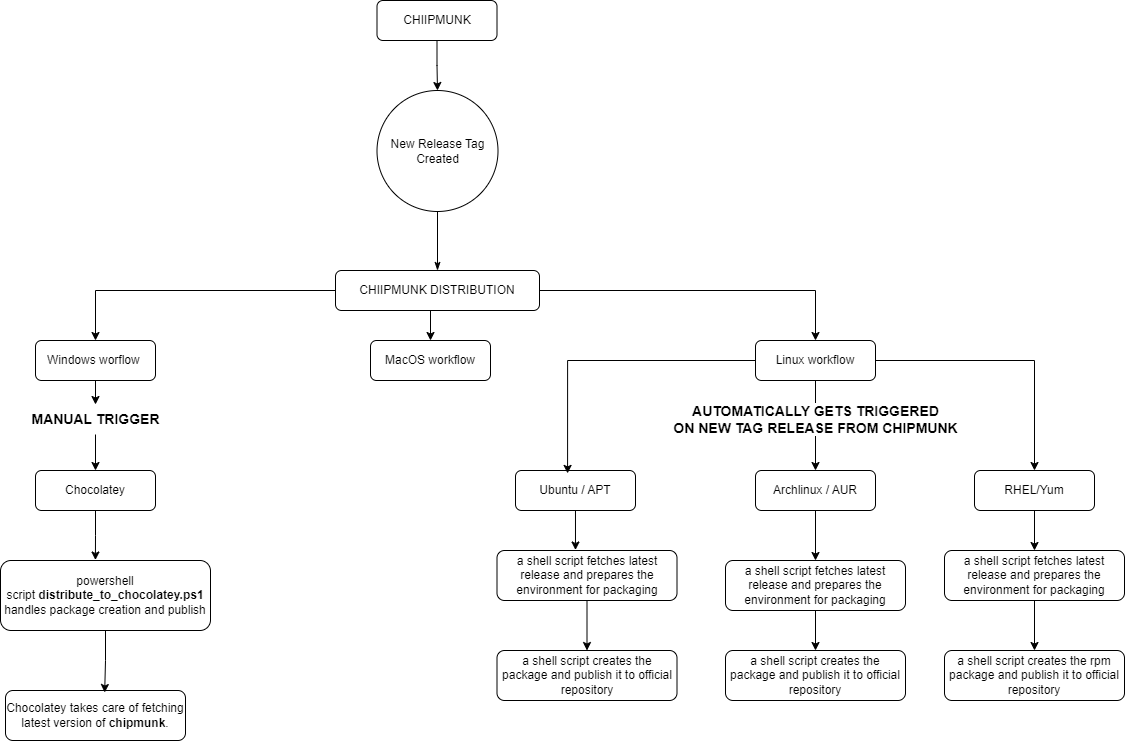 CHIIPMUNK
New Release Tag
Created
CHIIPMUNK DISTRIBUTION
Windows worflow
MacOS workflow
Linux workflow
MANUAL TRIGGER
AUTOMATICALLY GETS TRIGGERED
ON NEW TAG RELEASE FROM CHIPMUNK
Chocolatey
Ubuntu / APT
Archlinux / AUR
RHEL/Yum
powershell
script distribute_to_chocolatey.ps1
handles package creation and publish
a shell script fetches latest
release and prepares the
environment for packaging
a shell script fetches latest
release and prepares the
environment for packaging
a shell script fetches latest
release and prepares the
environment for packaging
Chocolatey takes care of fetching
latest version of chipmunk.
a shell script creates the
package and publish it to official
repository
a shell script creates the
package and publish it to official
repository
a shell script creates the rpm
package and publish it to official
repository